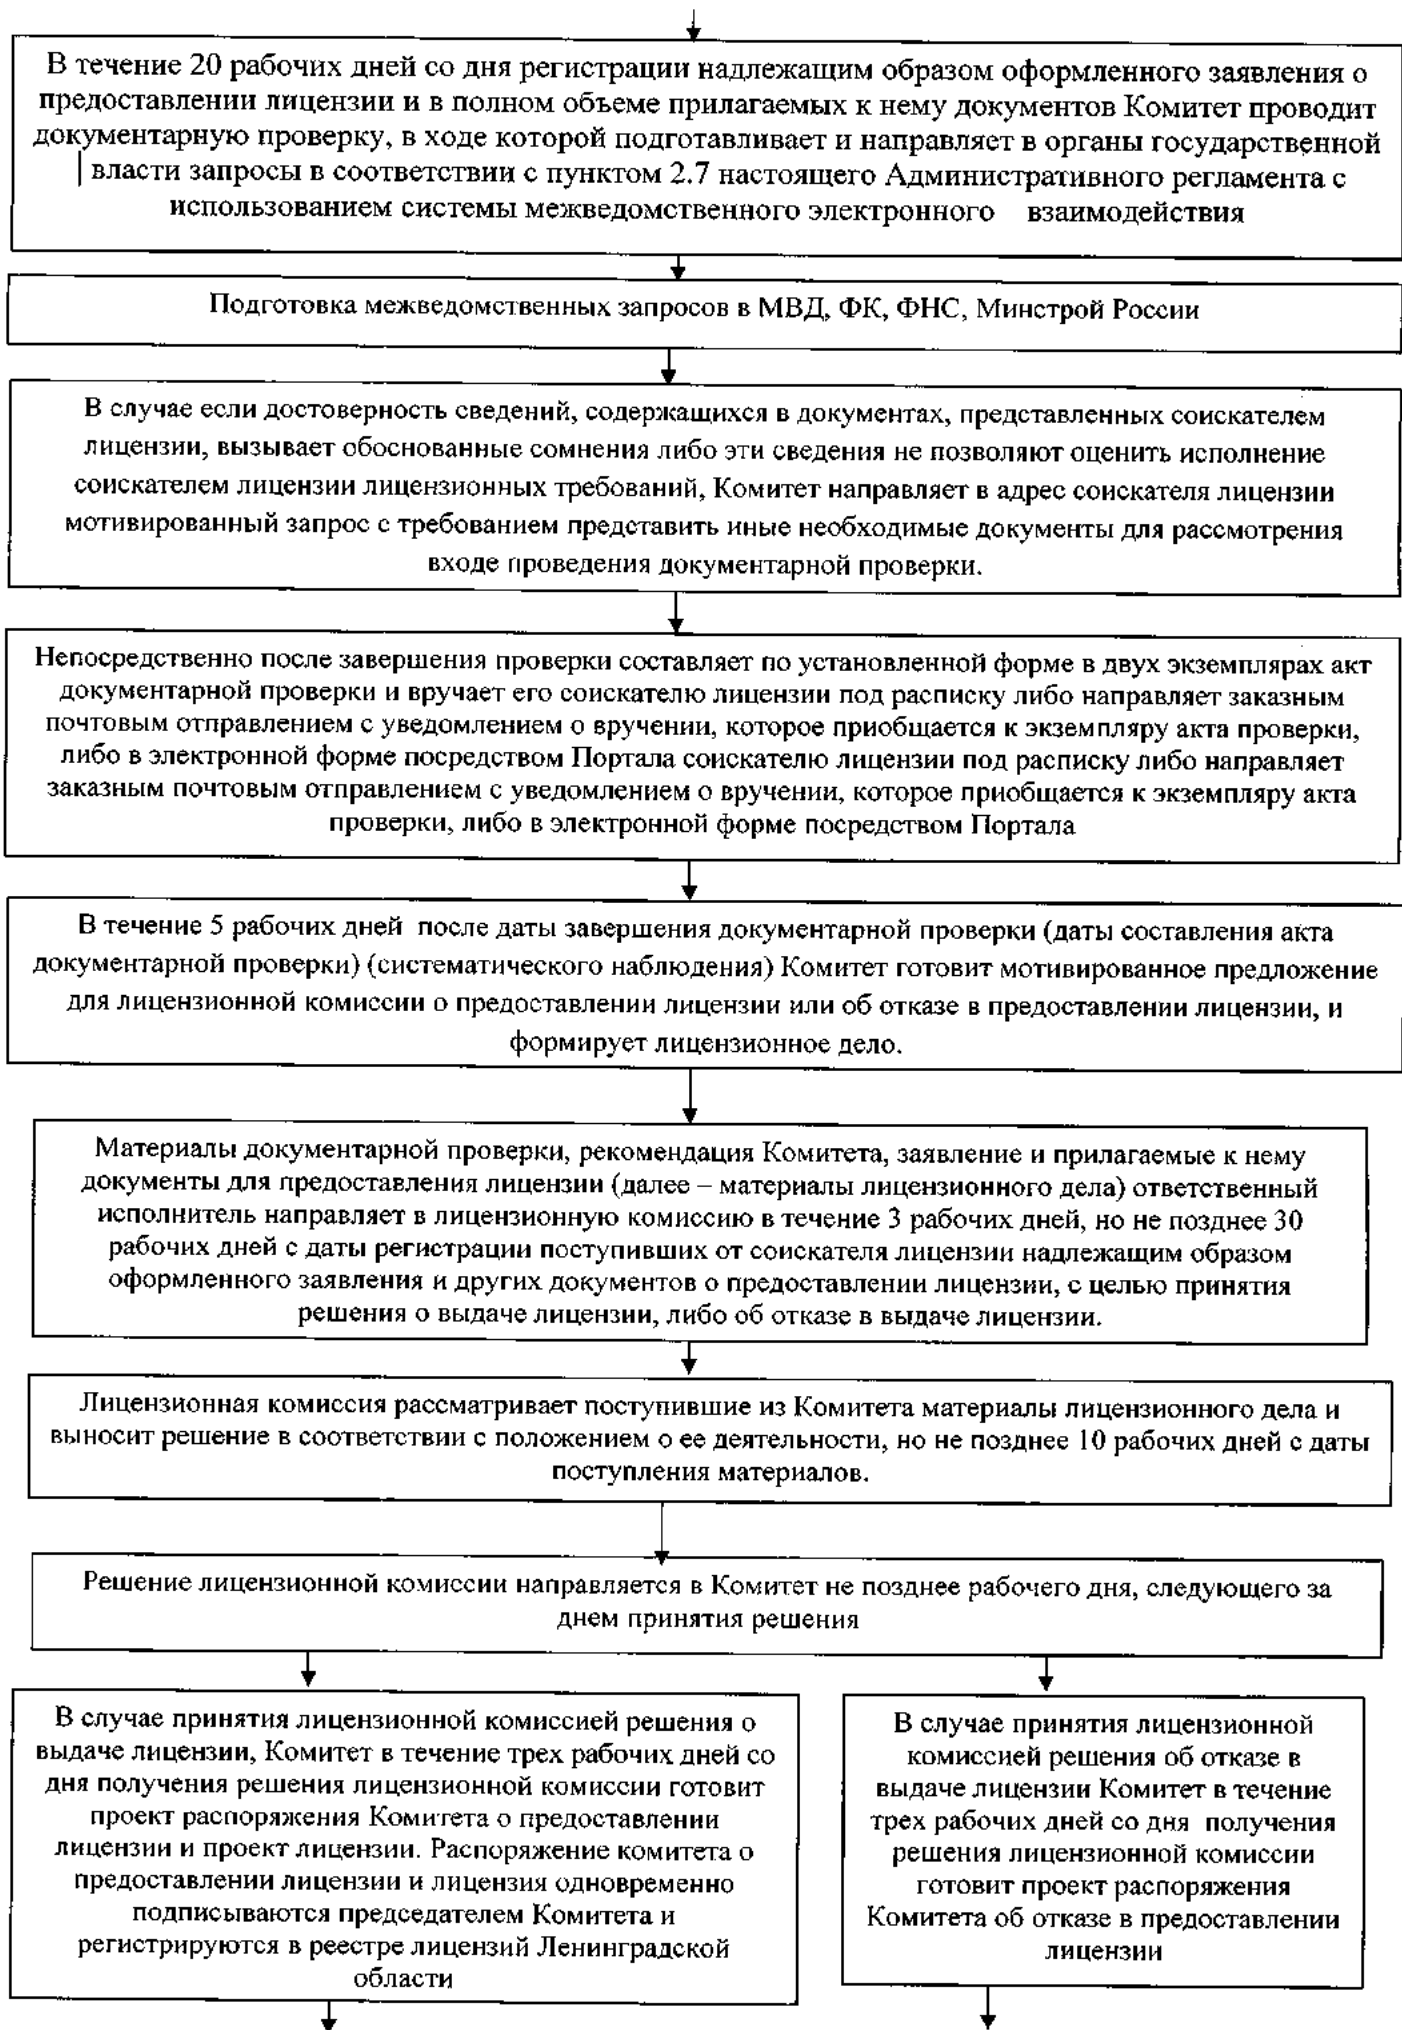 В течение 20 рабочих дней со дня регистрации надлежащим образом оформленного заявления о
предоставлении лицензии и в полном объеме прилагаемых к нему документов Комитет проводит
документарную проверку, в ходе которой подготавливает и направляет в органы государственной
власти запросы в соответствии с пунктом 2.7 настоящего Административного регламента с
использованием системы межведомственного электронного взаимодействия
Подготовка межведомственных запросов в МВД, ФК, ФНС, Минстрой России
В случае если достоверность сведений, содержащихся в документах, представленных соискателем
лицензии, вызывает обоснованные сомнения либо эти сведения не позволяют оценить исполнение
соискателем лицензии лицензионных требований, Комитет направляет в адрес соискателя лицензии
мотивированный запрос с требованием представить иные необходимые документы для рассмотрения
входе проведения документарной проверки.
Непосредственно после завершения проверки составляет по установленной форме в двух экземплярах акт
документарной проверки и вручает его соискателю лицензии под расписку либо направляет заказным
почтовым отправлением с уведомлением о вручении, которое приобщается к экземпляру акта проверки,
либо в электронной форме посредством Портала соискателю лицензии под расписку либо направляет
заказным почтовым отправлением с уведомлением о вручении, которое приобщается к экземпляру акта
проверки, либо в электронной форме посредством Портала
В течение 5 рабочих дней после даты завершения документарной проверки (даты составления акта
документарной проверки) (систематического наблюдения) Комитет готовит мотивированное предложение
для лицензионной комиссии о предоставлении лицензии или об отказе в предоставлении лицензии, и
формирует лицензионное дело.
Материалы документарной проверки, рекомендация Комитета, заявление и прилагаемые к нему
документы для предоставления лицензии (далее – материалы лицензионного дела) ответственный
исполнитель направляет в лицензионную комиссию в течение 3 рабочих дней, но не позднее 30
рабочих дней с даты регистрации поступивших от соискателя лицензии надлежащим образом
оформленного заявления и других документов о предоставлении лицензии, с целью принятия
решения о выдаче лицензии, либо об отказе в выдаче лицензии.
Лицензионная комиссия рассматривает поступившие из Комитета материалы лицензионного дела и
выносит решение в соответствии с положением о ее деятельности, но не позднее 10 рабочих дней с даты
поступления материалов.
Решение лицензионной комиссии направляется в Комитет не позднее рабочего дня, следующего за
днем принятия решения
В случае принятия лицензионной комиссией решения о
выдаче лицензии, Комитет в течение трех рабочих дней со
дня получения решения лицензионной комиссии готовит
проект распоряжения Комитета о предоставлении
лицензии и проект лицензии. Распоряжение комитета о
предоставлении лицензии и лицензия одновременно
подписываются председателем Комитета и
регистрируются в реестре лицензий Ленинградской
области
В случае принятия лицензионной
комиссией решения об отказе в
выдаче лицензии Комитет в течение
трех рабочих дней со дня получения
решения лицензионной комиссии
готовит проект распоряжения
Комитета об отказе в предоставлении
лицензии